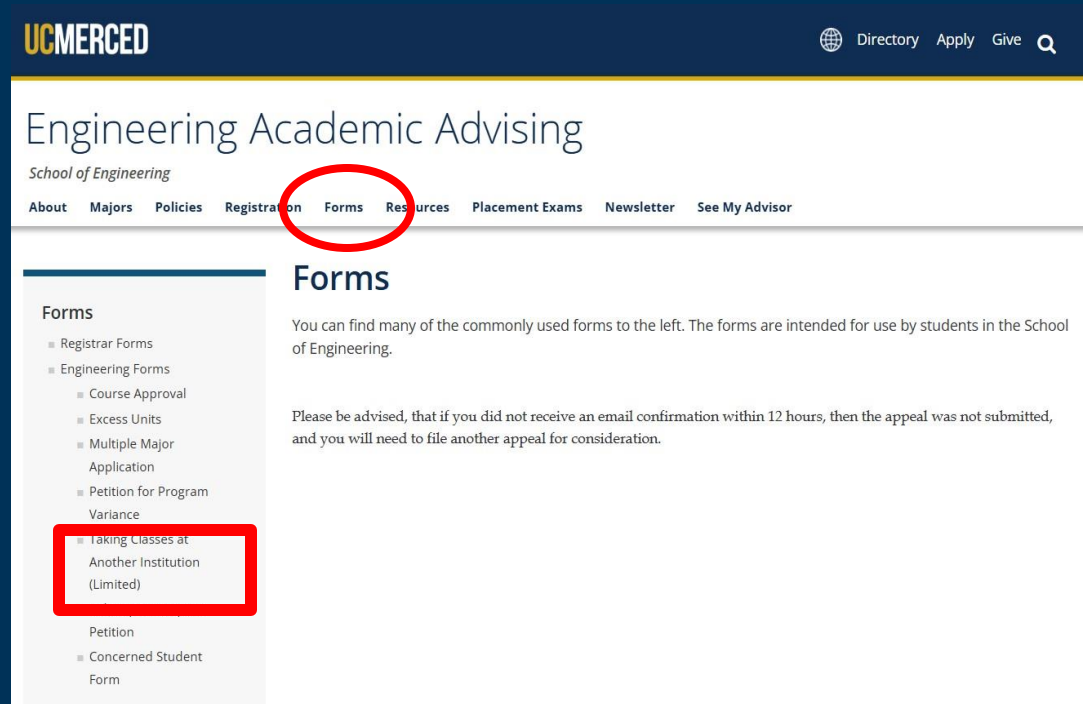 UCMERCED
Directory Apply Give
Engineering Academic Advising
School of Engineering
About Majors Policies Registration Forms Resources Placement Exams Newsletter See My Advisor
Forms
Registrar Forms
Engineering Forms
Course Approval
Excess Units
Multiple Major
Application
Petition for Program
Variance
Taking Classes at
Another Institution
(Limited)
Petition
Concerned Student
Form
Forms
You can find many of the commonly used forms to the left. The forms are intended for use by students in the School
of Engineering.
Please be advised, that if you did not receive an email confirmation within 12 hours, then the appeal was not submitted,
and you will need to file another appeal for consideration.